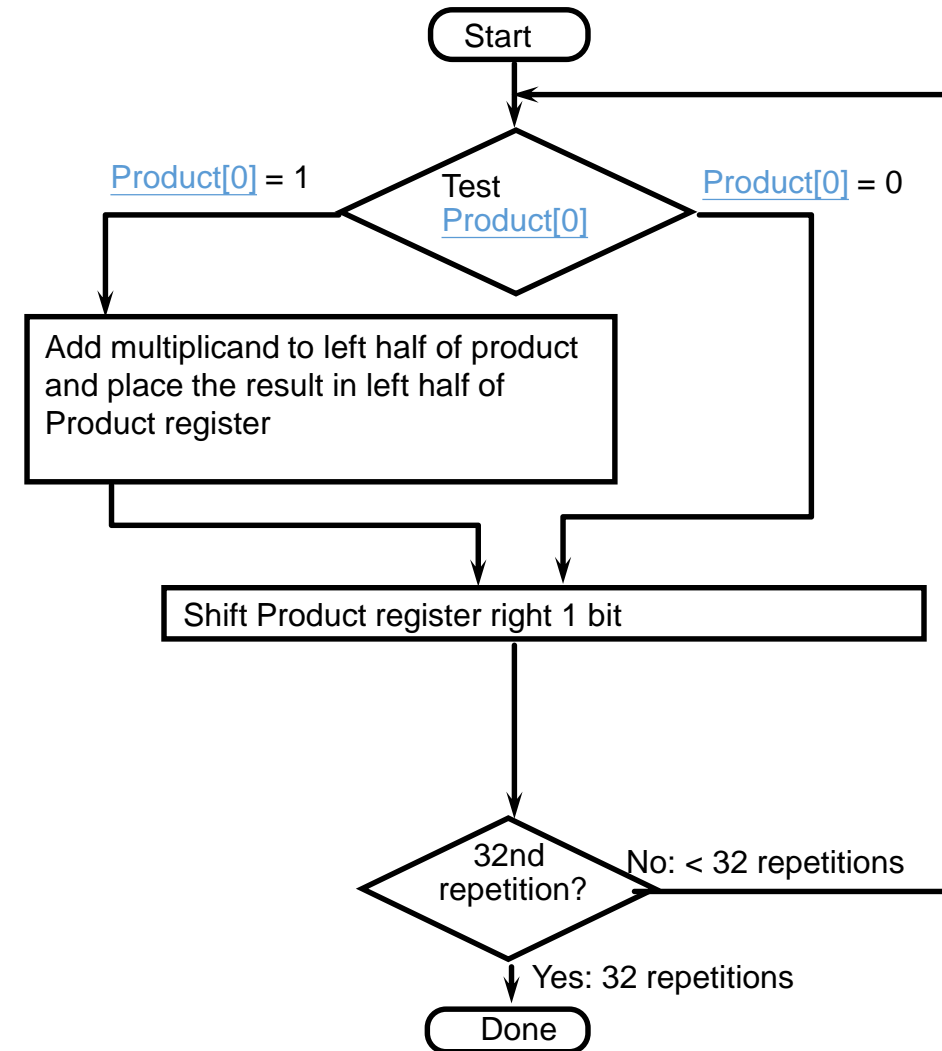 Start
Product[0] = 1
Test
Product[0]
Product[0] = 0
Add multiplicand to left half of product
and place the result in left half of
Product register
Shift Product register right 1 bit
32nd
repetition?
No: < 32 repetitions
Yes: 32 repetitions
Done